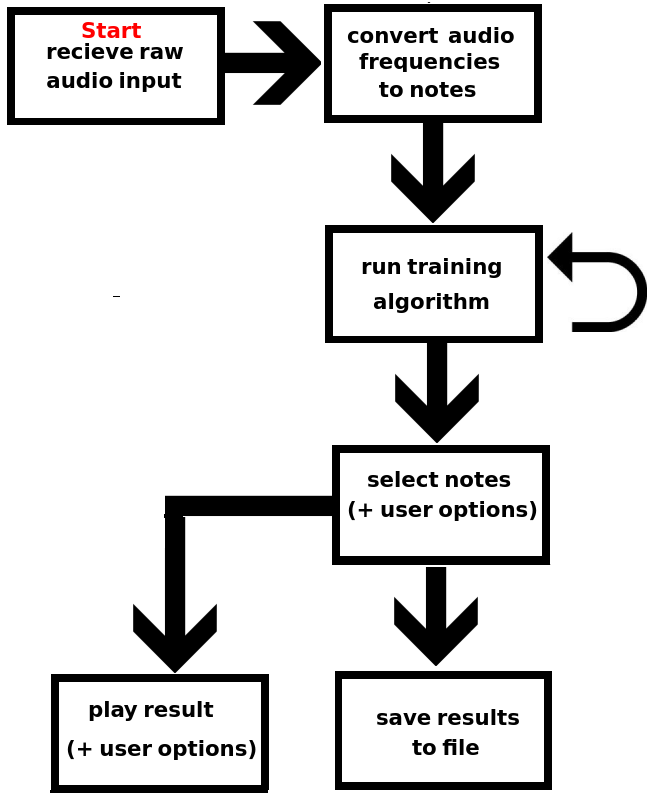 Start
recieve raw
audio input
convert audio
frequencies
to notes
run training
algorithm
select notes
(+ user options)
play result
(+ user options)
save results
to file